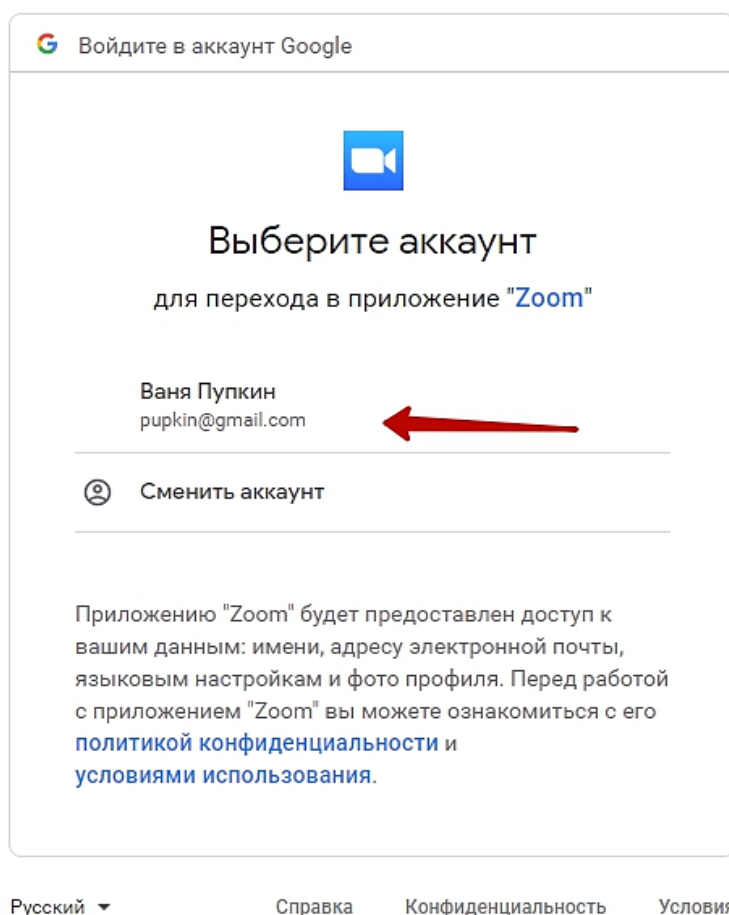 Войдите в аккаунт Google
Выберите аккаунт
для перехода в приложение "Zoom"
Ваня Пупкин
pupkin@gmail.com
Сменить аккаунт
Приложению "Zoom" будет предоставлен доступ к
вашим данным: имени, адресу электронной почты,
языковым настройкам и фото профиля. Перед работой
с приложением "Zoom" вы можете ознакомиться с его
политикой конфиденциальности и
условиями использования.
Русский Справка Конфиденциальность Условия